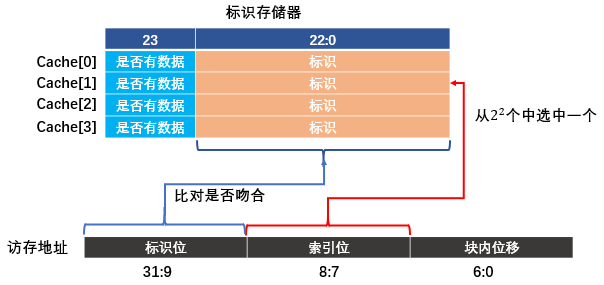 标识存储器
23 22:0
Cache[0] 是否有数据 标识
Cache[1] 是否有数据 标识
Cache[2] 是否有数据 标识
Cache[3] 是否有数据 标识
从2²个中选中一个
比对是否吻合
访存地址 标识位 索引位 块内位移
31:9 8:7 6:0